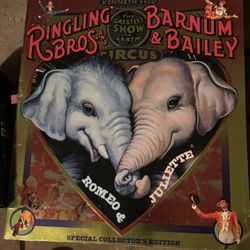 KENNETH FELD
RINGLING BROS. AND BARNUM & BAILEY
THE GREATEST SHOW ON EARTH
CIRCUS
ROMEO & JULIETTE
SPECIAL COLLECTOR'S EDITION